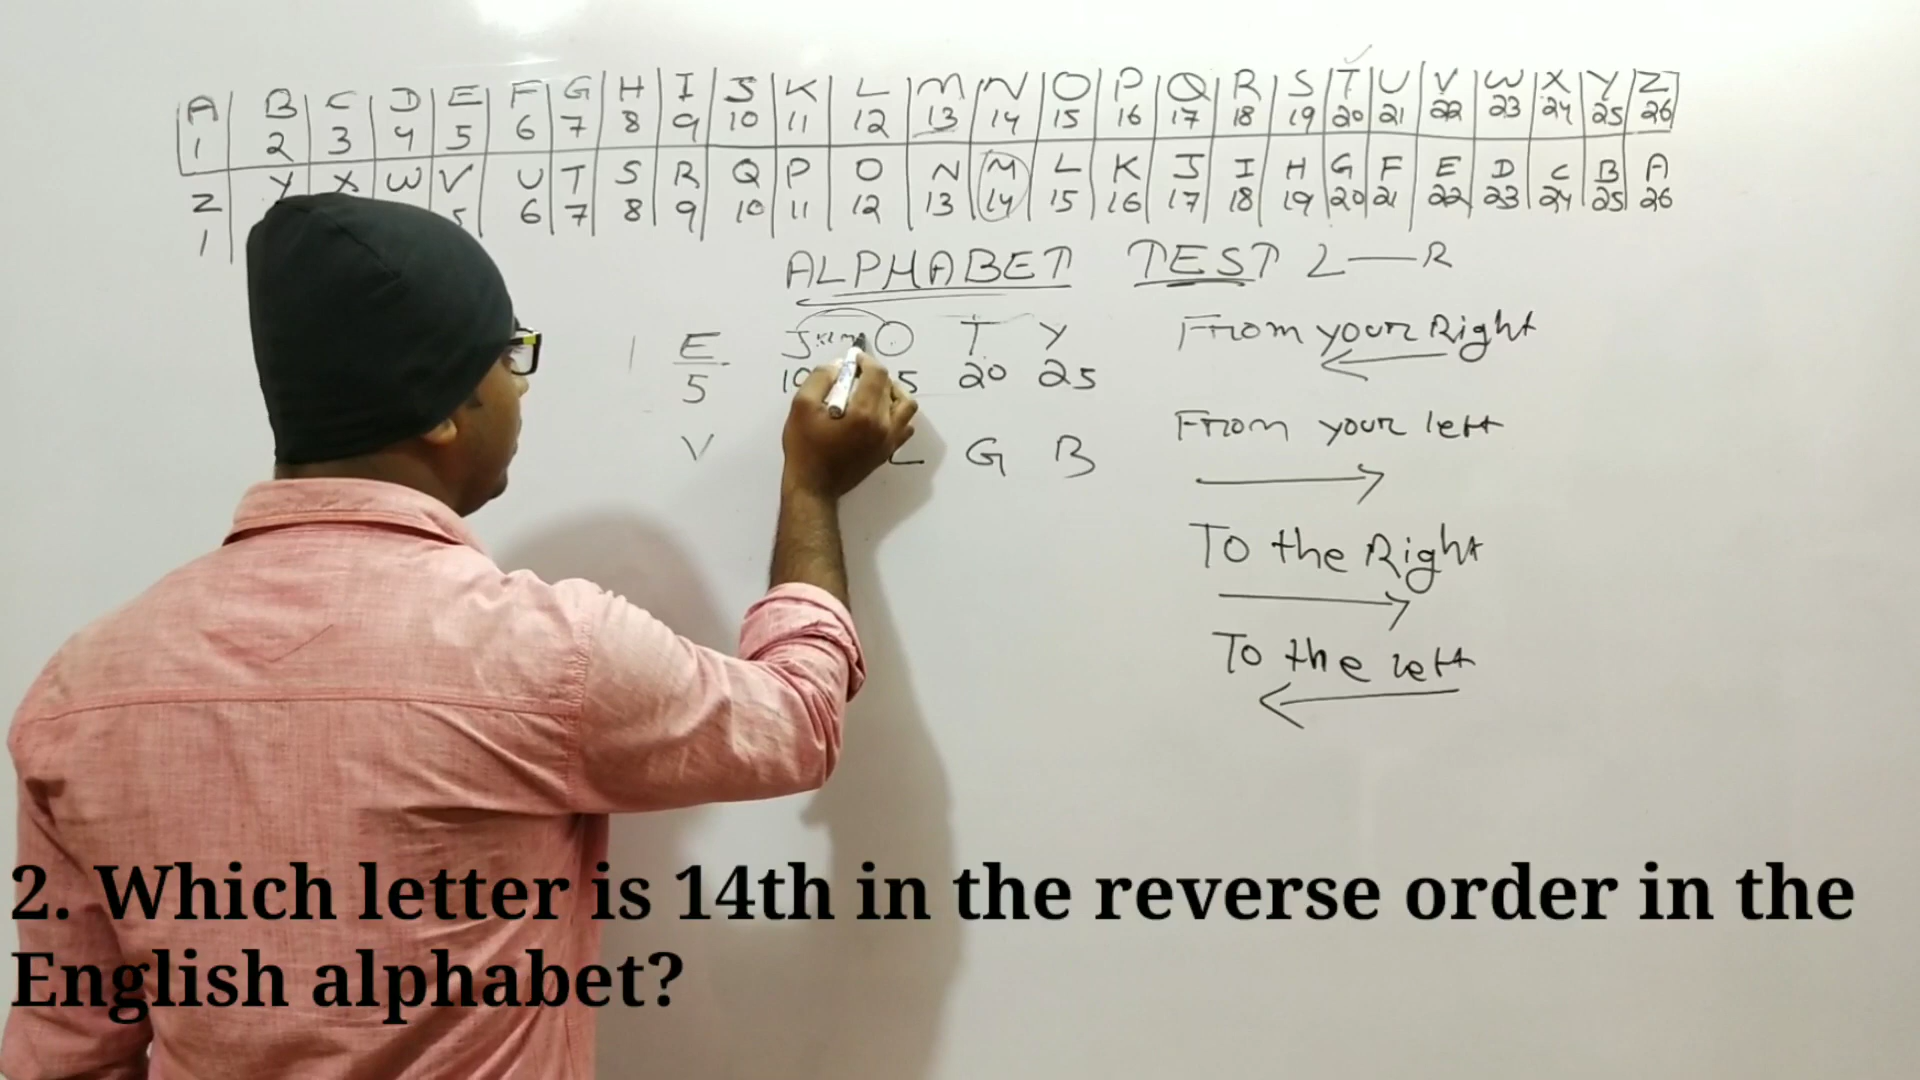 A B C D E F G H I J K L M N O P Q R S T U V W X Y Z
1 2 3 4 5 6 7 8 9 10 11 12 13 14 15 16 17 18 19 20 21 22 23 24 25 26
Z Y X W V U T S R Q P O N M L K J I H G F E D C B A
1 5 6 7 8 9 10 11 12 13 14 15 16 17 18 19 20 21 22 23 24 25 26
ALPHABET TEST L—R
E J K L M O T Y
5 10 5 20 25
V L G B
From your Right
From your left
To the Right
To the left
2. Which letter is 14th in the reverse order in the
English alphabet?